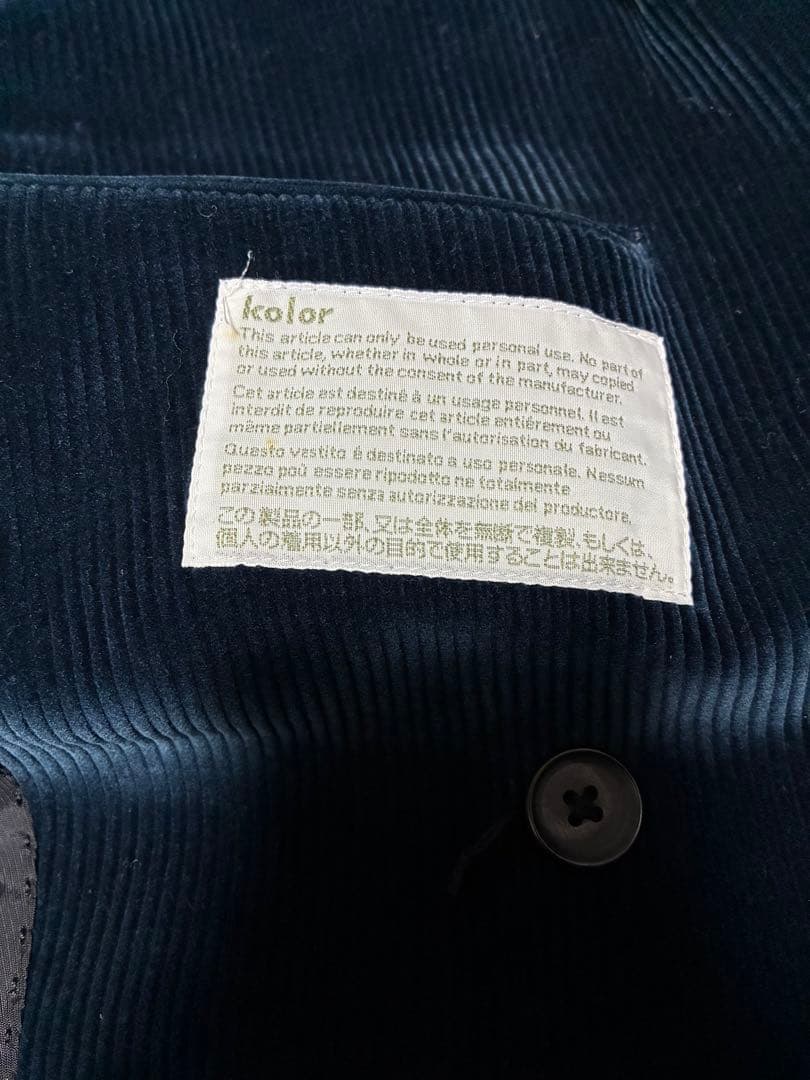 kolor
This article can only be used personal use. No part of
this article, whether in whole or in part, may copied
or used without the consent of the manufacturer.
Cet article est destiné à un usage personnel. Il est
interdit de reproduire cet article entiérement ou
même partiellement sans l'autorisation du fabricant.
Questo vestito é destinato a uso personale. Nessum
pezzo poú essere ripodotto ne totalmente
parzialmente senza autorizzazione del productore.
この製品の一部、又は全体を無断で複製、もしくは、
個人の着用以外の目的で使用することは出来ません。